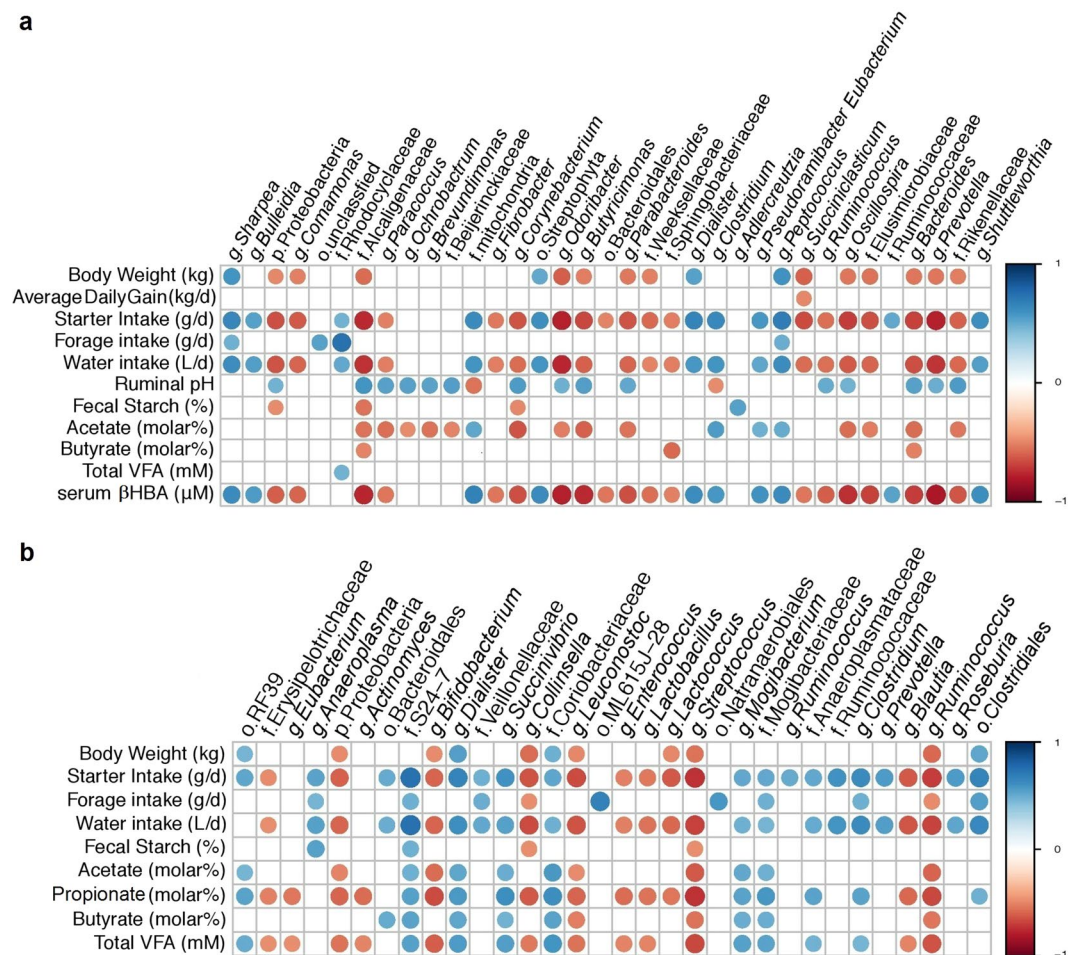 a
g. Sharpea
g. Bulleidia
p. Proteobacteria
g. Comamonas
o. unclassified
f. Rhodocyclaceae
f. Alcaligenaceae
g. Paracoccus
g. Ochrobactrum
g. Brevundimonas
f. Beijerinckiaceae
f. mitochondria
g. Fibrobacter
g. Corynebacterium
o. Streptophyta
g. Odoribacter
g. Butyricimonas
o. Bacteroidales
g. Parabacteroides
f. Weeksellaceae
f. Sphingobacteriaceae
g. Dialister
g. Clostridium
g. Adlercreutzia
g. Pseudoramibacter Eubacterium
g. Peptococcus
g. Succiniclasticum
g. Ruminococcus
g. Oscillospira
f. Elusimicrobiaceae
f. Ruminococcaceae
g. Bacteroides
g. Prevotella
f. Rikenellaceae
g. Shuttleworthia
Body Weight (kg)
Average Daily Gain (kg/d)
Starter Intake (g/d)
Forage intake (g/d)
Water intake (L/d)
Ruminal pH
Fecal Starch (%)
Acetate (molar%)
Butyrate (molar%)
Total VFA (mM)
serum βHBA (μM)
1
0
−1
b
o. RF39
f. Erysipelotrichaceae
g. Eubacterium
g. Anaeroplasma
p. Proteobacteria
g. Actinomyces
o. Bacteroidales
f. S24−7
g. Bifidobacterium
g. Dialister
f. Veillonellaceae
g. Succinivibrio
g. Collinsella
f. Coriobacteriaceae
g. Leuconostoc
o. ML615J−28
g. Enterococcus
g. Lactobacillus
g. Lactococcus
g. Streptococcus
o. Natranaerobiales
g. Mogibacterium
f. Mogibacteriaceae
g. Ruminococcus
f. Anaeroplasmataceae
f. Ruminococcaceae
g. Clostridium
g. Prevotella
g. Blautia
g. Ruminococcus
g. Roseburia
o. Clostridiales
Body Weight (kg)
Starter Intake (g/d)
Forage intake (g/d)
Water intake (L/d)
Fecal Starch (%)
Acetate (molar%)
Propionate (molar%)
Butyrate (molar%)
Total VFA (mM)
1
0
−1